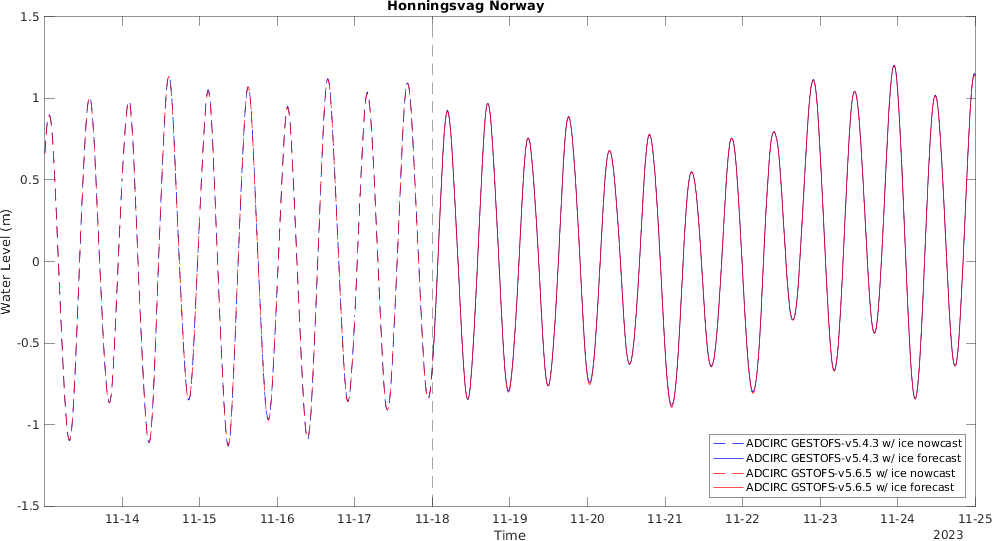 Honningsvag Norway
1.5
1
0.5
0
-0.5
-1
-1.5
Water Level (m)
11-14 11-15 11-16 11-17 11-18 11-19 11-20 11-21 11-22 11-23 11-24 11-25
Time
2023
ADCIRC GESTOFS-v5.4.3 w/ ice nowcast
ADCIRC GESTOFS-v5.4.3 w/ ice forecast
ADCIRC GSTOFS-v5.6.5 w/ ice nowcast
ADCIRC GSTOFS-v5.6.5 w/ ice forecast